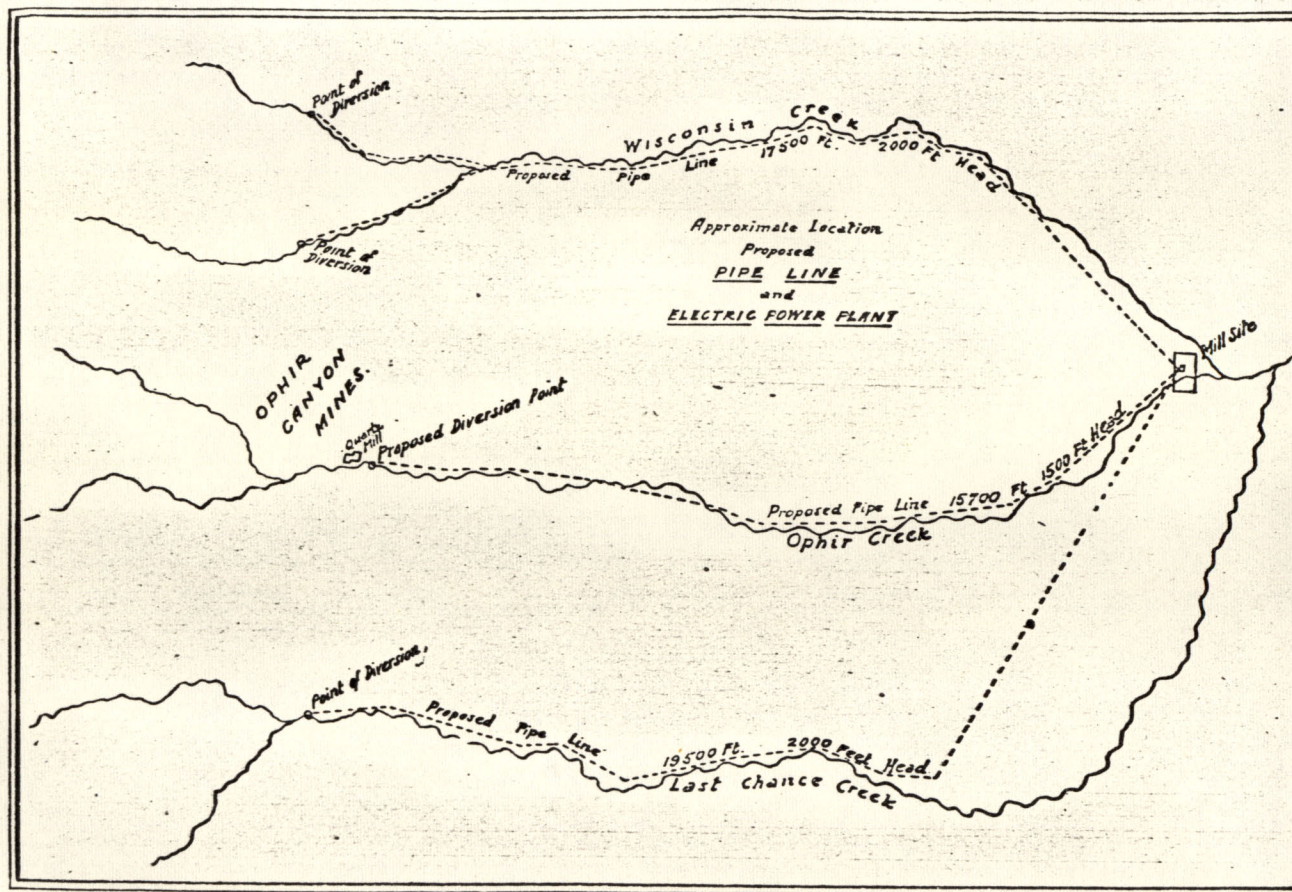 Point of
Diversion
Wisconsin Creek
Proposed Pipe Line 17500 Ft. 2000 Ft Head
Point of
Diversion
Approximate Location
Proposed
PIPE LINE
and
ELECTRIC POWER PLANT
Mill Site
OPHIR
CANYON
MINES.
Quartz
Mill
Proposed Diversion Point
Proposed Pipe Line 15700 Ft 1500 Ft Head
Ophir Creek
Point of Diversion
Proposed Pipe Line 19500 Ft. 2000 Feet Head
Last Chance Creek